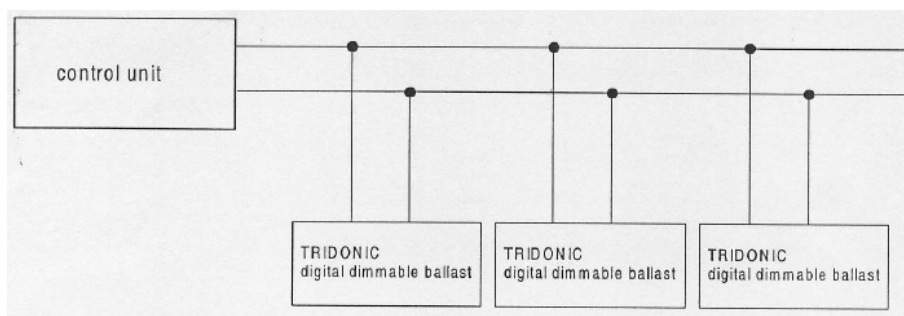 control unit
TRIDONIC
digital dimmable ballast
TRIDONIC
digital dimmable ballast
TRIDONIC
digital dimmable ballast